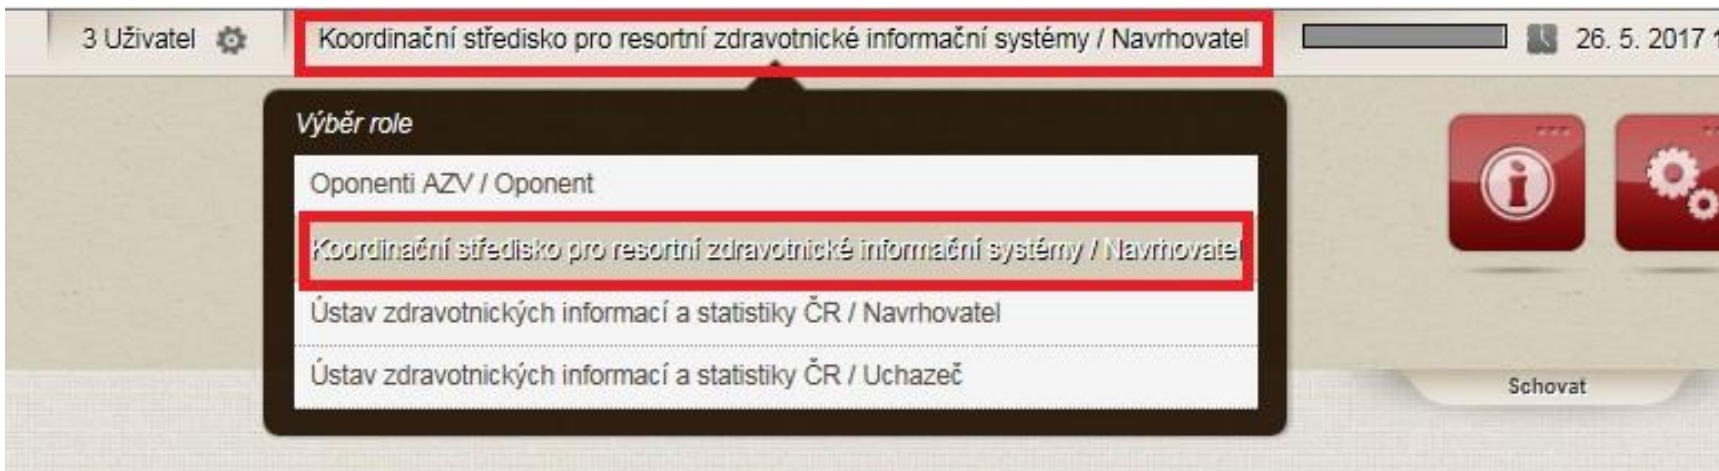 3 Uživatel
Koordinační středisko pro resortní zdravotnické informační systémy / Navrhovatel
26. 5. 2017
Výběr role
Oponenti AZV / Oponent
Koordinační středisko pro resortní zdravotnické informační systémy / Navrhovatel
Ústav zdravotnických informací a statistiky ČR / Navrhovatel
Ústav zdravotnických informací a statistiky ČR / Uchazeč
Schovat